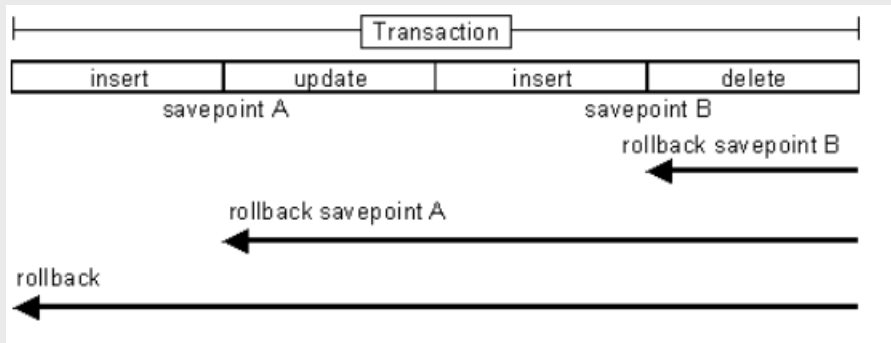 Transaction
insert update insert delete
savepoint A savepoint B
rollback savepoint B
rollback savepoint A
rollback